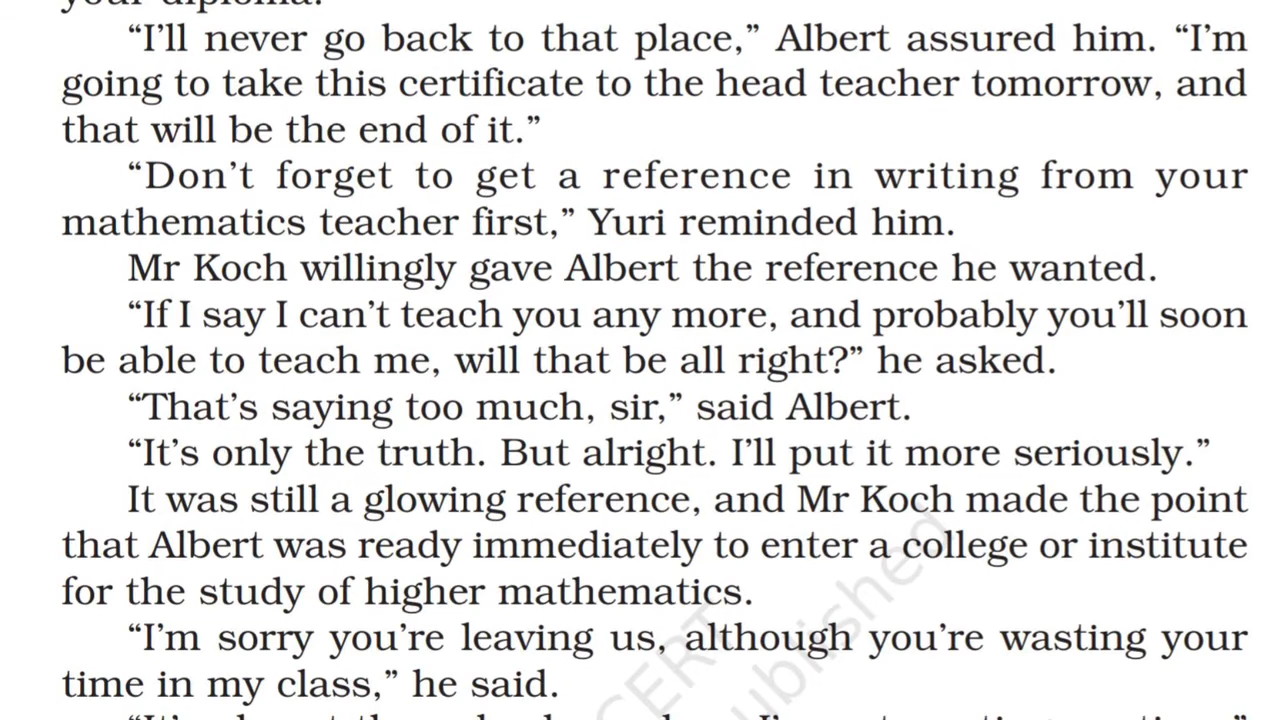 your diploma.
“I’ll never go back to that place,” Albert assured him. “I’m
going to take this certificate to the head teacher tomorrow, and
that will be the end of it.”
“Don’t forget to get a reference in writing from your
mathematics teacher first,” Yuri reminded him.
Mr Koch willingly gave Albert the reference he wanted.
“If I say I can’t teach you any more, and probably you’ll soon
be able to teach me, will that be all right?” he asked.
“That’s saying too much, sir,” said Albert.
“It’s only the truth. But alright. I’ll put it more seriously.”
It was still a glowing reference, and Mr Koch made the point
that Albert was ready immediately to enter a college or institute
for the study of higher mathematics.
“I’m sorry you’re leaving us, although you’re wasting your
time in my class,” he said.